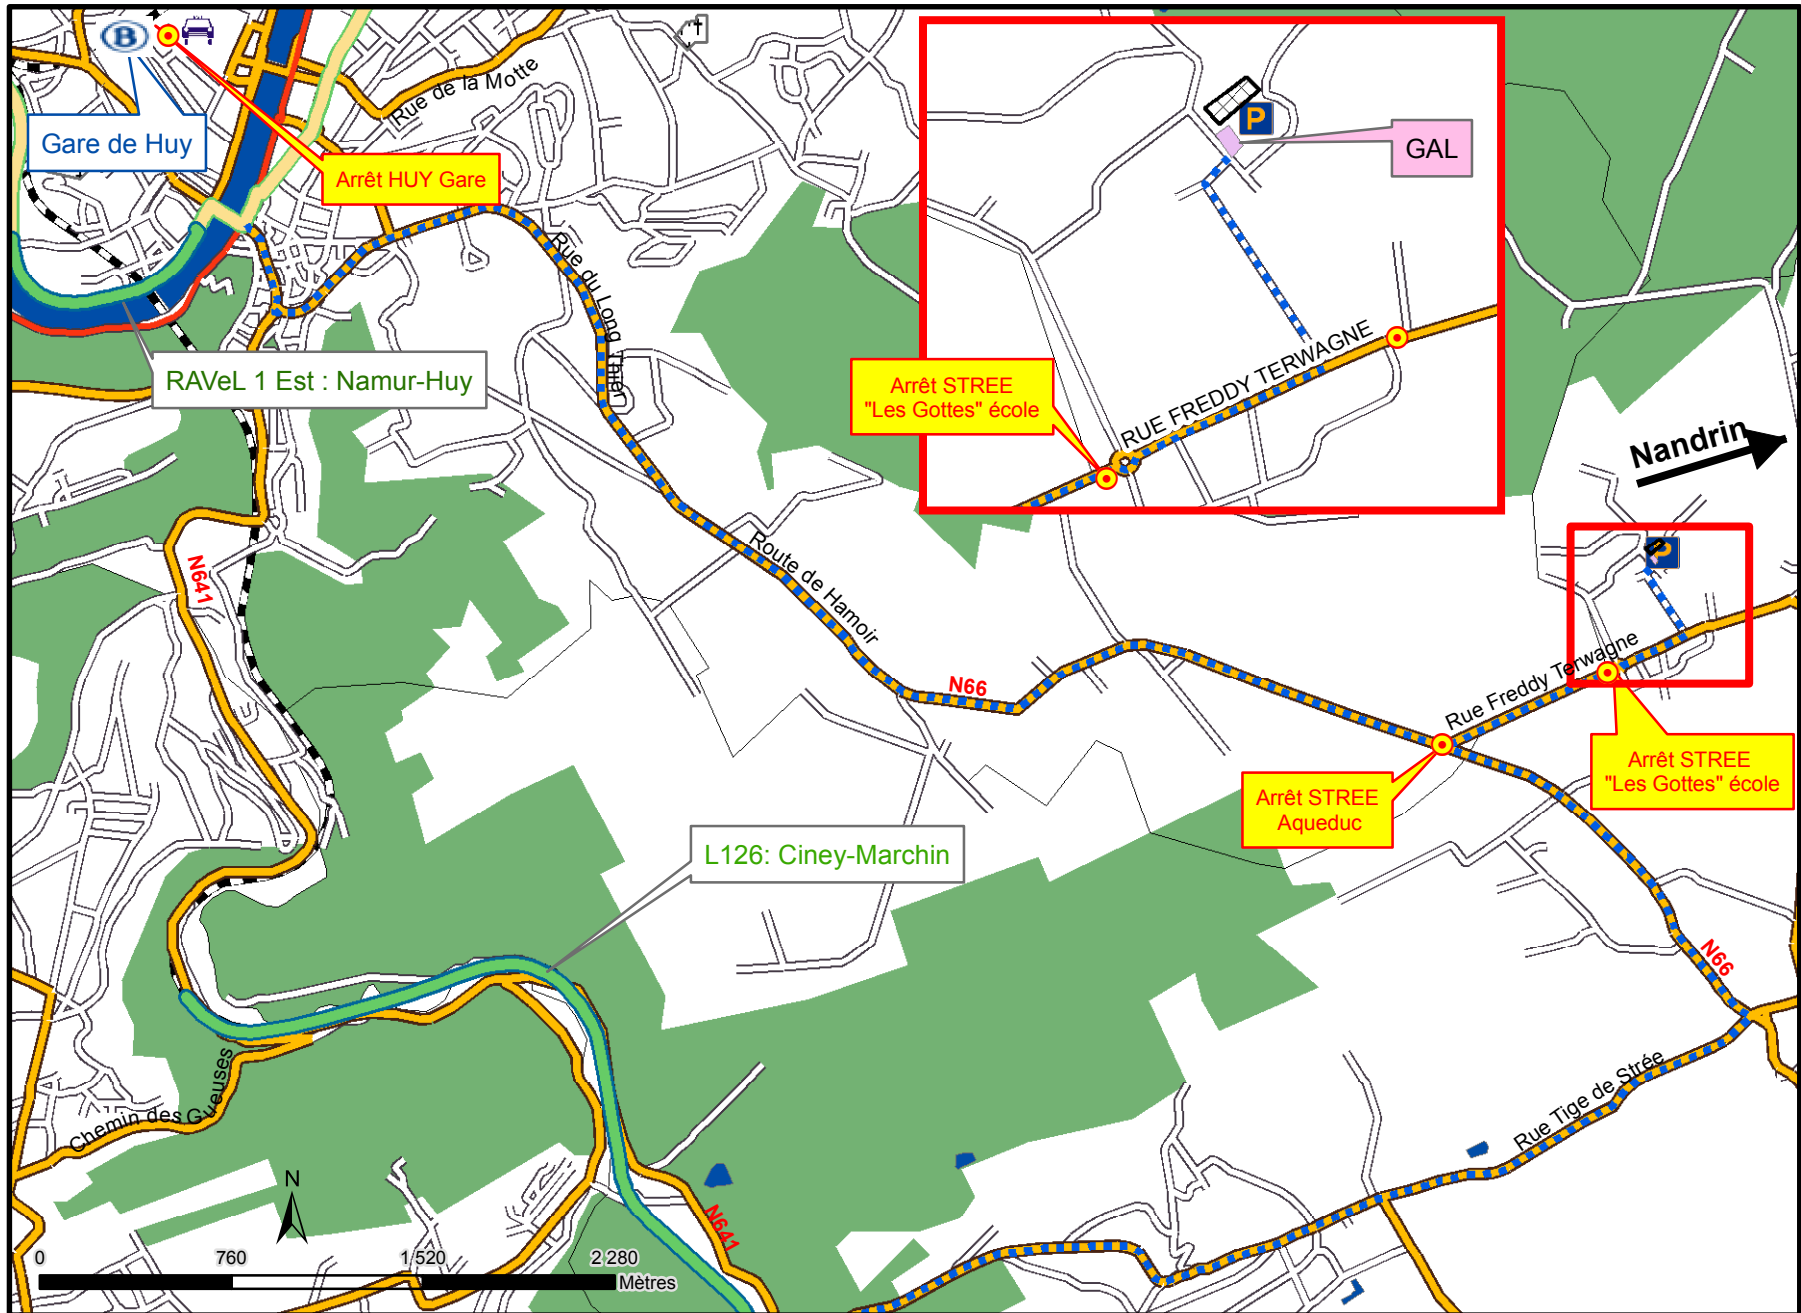 B
Gare de Huy
Rue de la Motte
Arrêt HUY Gare
P
GAL
Rue du Long Thier
RAVeL 1 Est : Namur-Huy
Arrêt STREE
"Les Gottes" école
RUE FREDDY TERWAGNE
Nandrin
P
N641
Route de Hamoir
N66
Rue Freddy Terwagne
Arrêt STREE
"Les Gottes" école
Arrêt STREE
Aqueduc
L126: Ciney-Marchin
N66
Chemin des Gueuses
Rue Tige de Strée
N
N641
0 760 1 520 2 280
Mètres